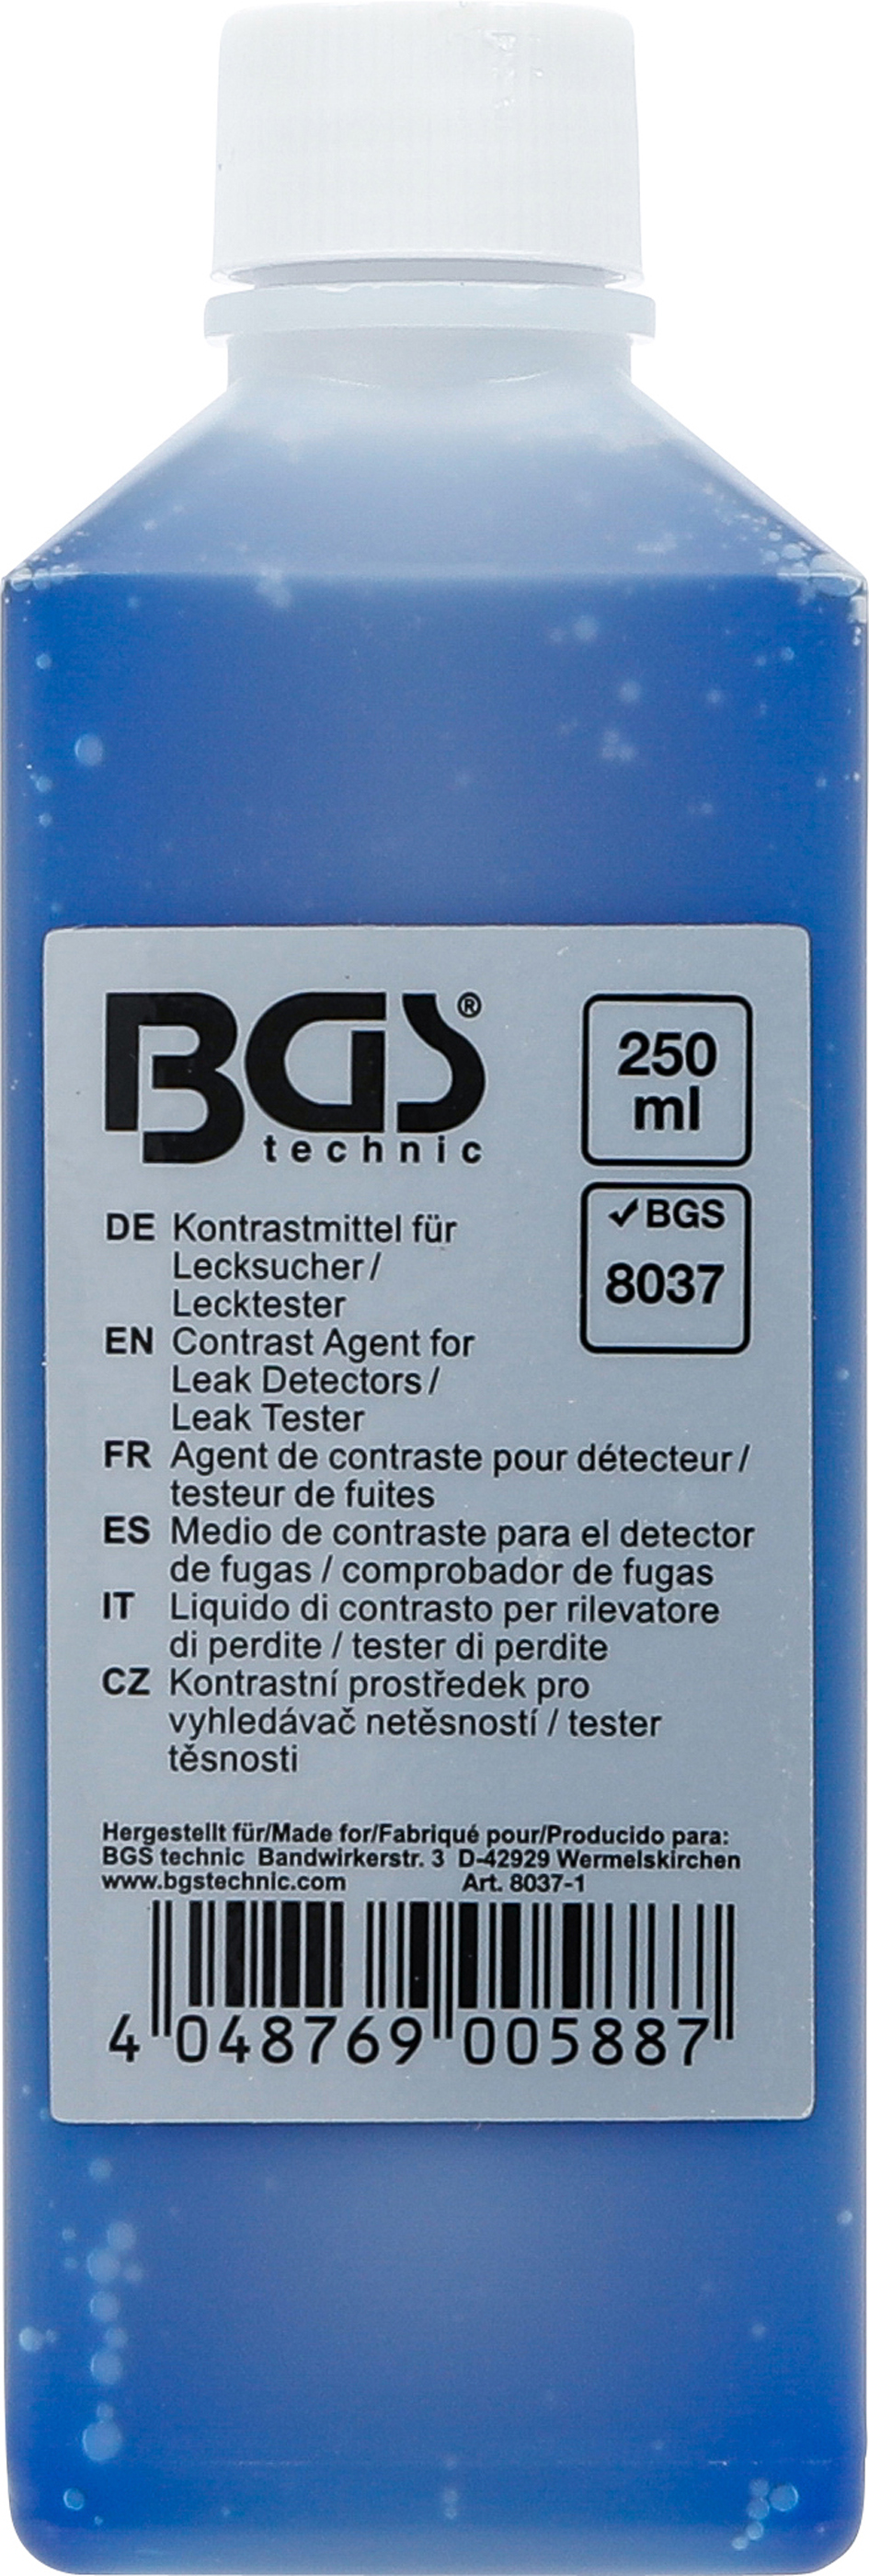 BGS®
technic
250
ml
✓BGS
8037
DE Kontrastmittel für
Lecksucher /
Lecktester
EN Contrast Agent for
Leak Detectors /
Leak Tester
FR Agent de contraste pour détecteur /
testeur de fuites
ES Medio de contraste para el detector
de fugas / comprobador de fugas
IT Liquido di contrasto per rilevatore
di perdite / tester di perdite
CZ Kontrastní prostředek pro
vyhledávač netěsností / tester
těsnosti
Hergestellt für/Made for/Fabriqué pour/Producido para:
BGS technic Bandwirkerstr. 3 D-42929 Wermelskirchen
www.bgstechnic.com Art. 8037-1
4 048769 005887